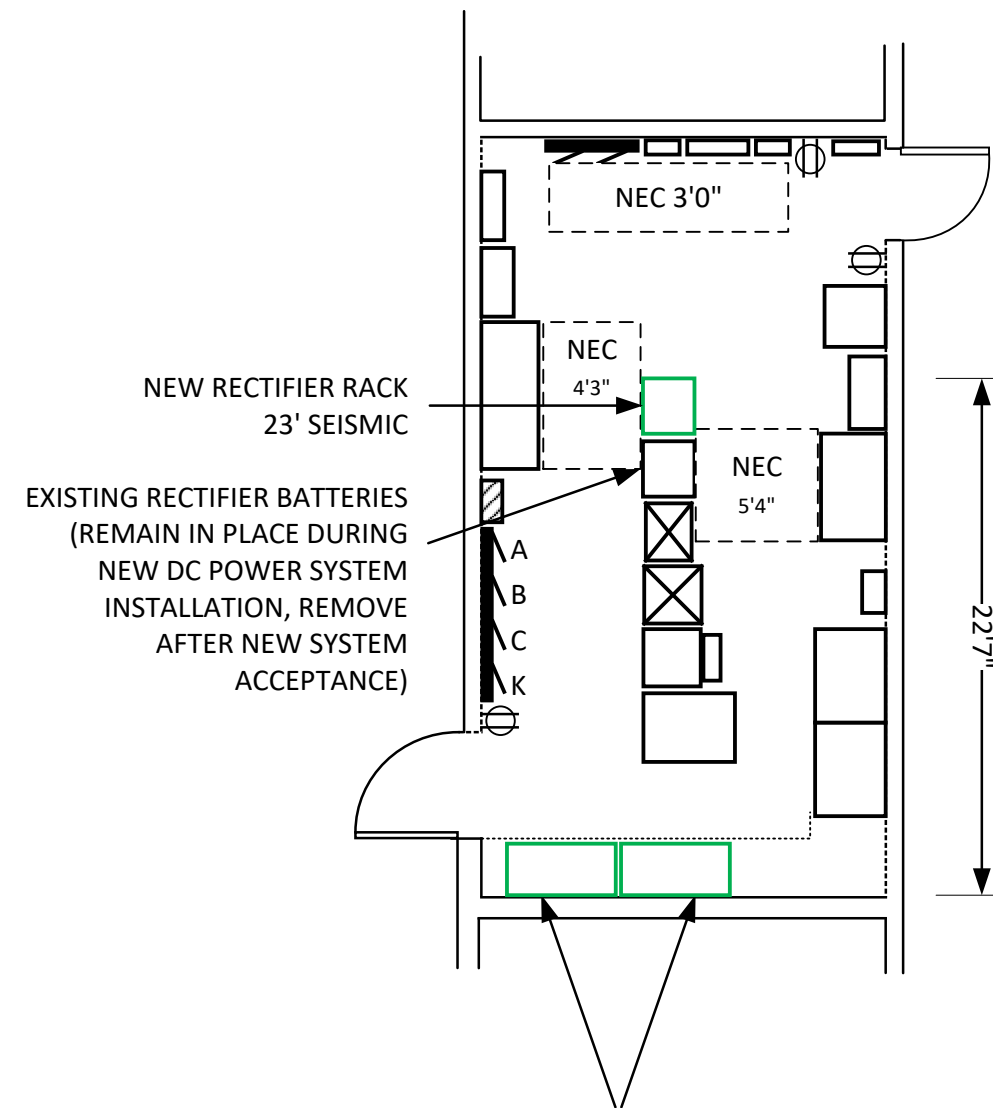 NEC 3'0"
NEC
4'3"
NEW RECTIFIER RACK
23' SEISMIC
NEC
5'4"
EXISTING RECTIFIER BATTERIES
(REMAIN IN PLACE DURING
NEW DC POWER SYSTEM
INSTALLATION, REMOVE
AFTER NEW SYSTEM
ACCEPTANCE)
A
B
C
K
22'7"